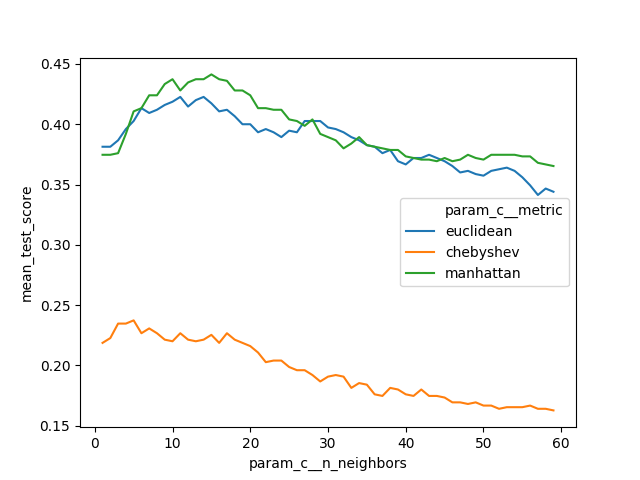 0.45
0.40
0.35
0.30
0.25
0.20
0.15
mean_test_score
param_c__metric
euclidean
chebyshev
manhattan
0 10 20 30 40 50 60
param_c__n_neighbors